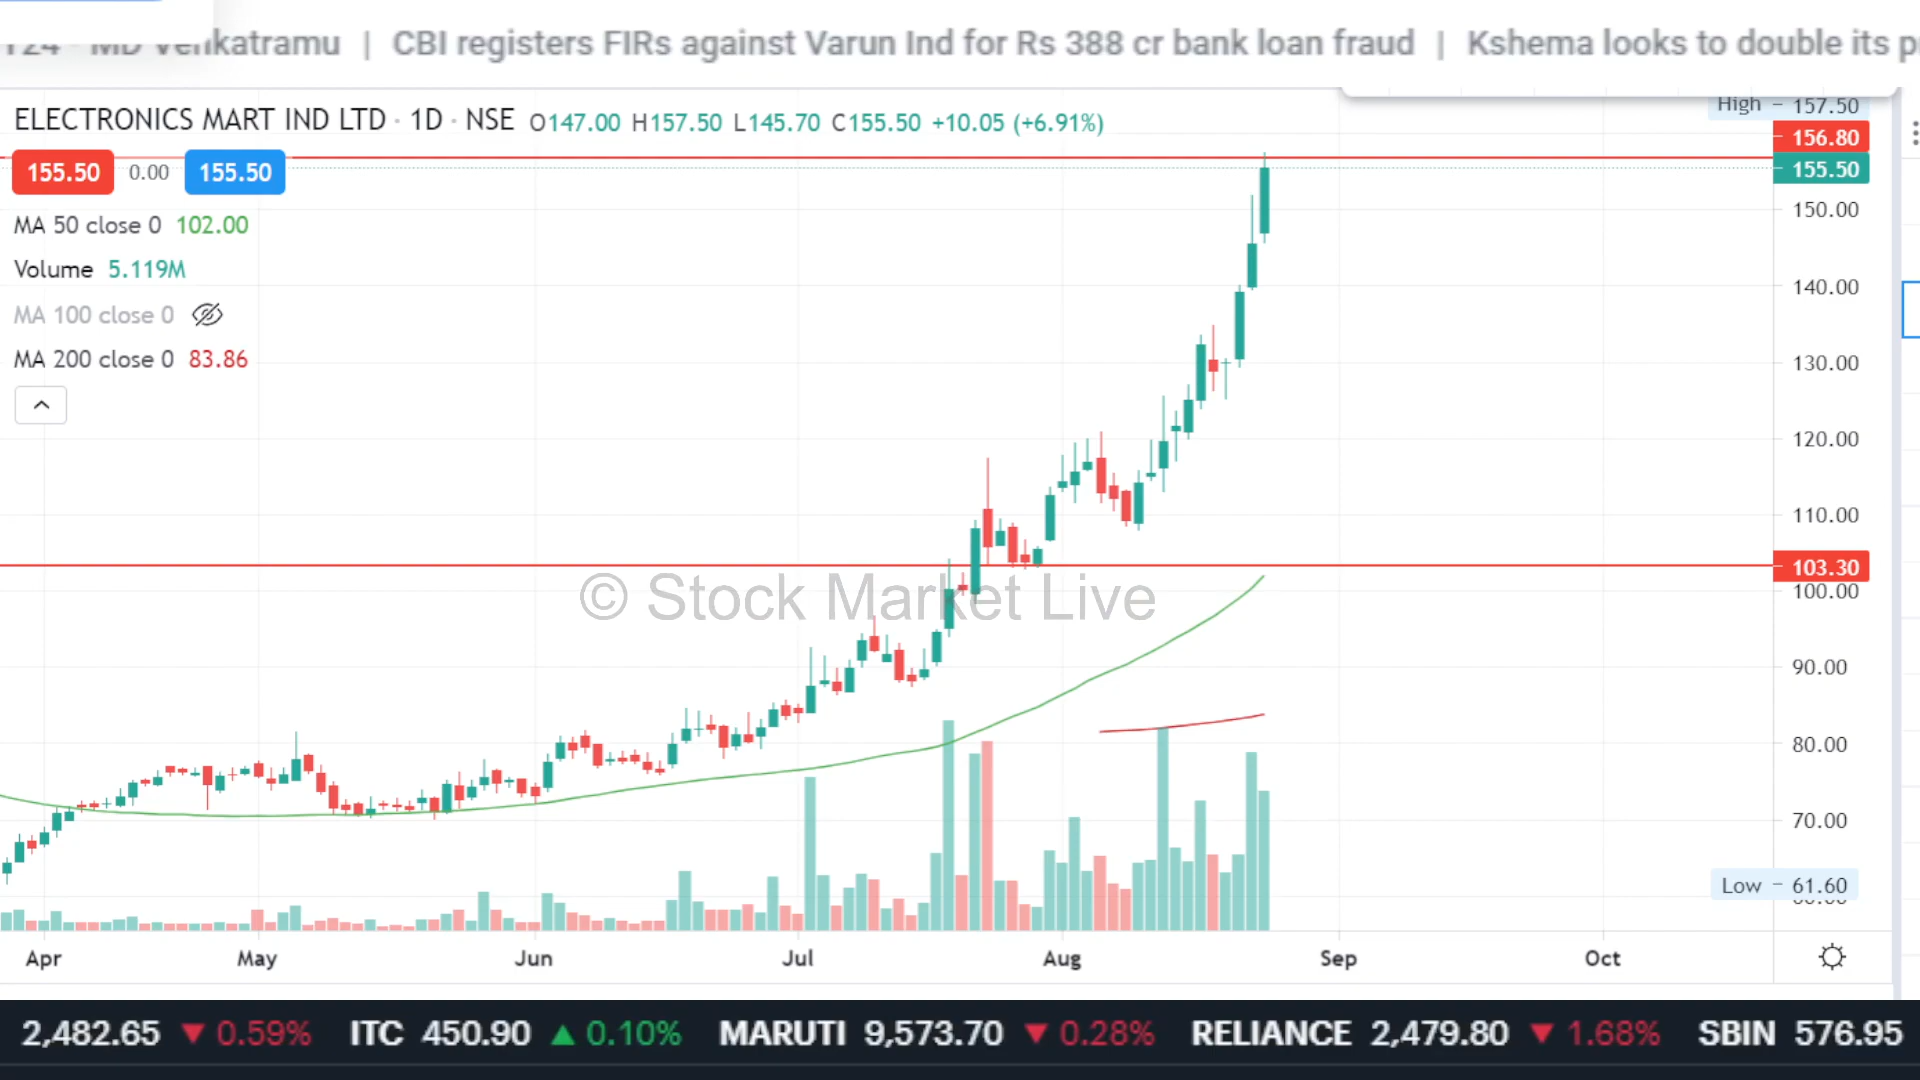 Venkatramu | CBI registers FIRs against Varun Ind for Rs 388 cr bank loan fraud | Kshema looks to double its
ELECTRONICS MART IND LTD · 1D · NSE O147.00 H157.50 L145.70 C155.50 +10.05 (+6.91%)
High 157.50
156.80
155.50 0.00 155.50
155.50
150.00
MA 50 close 0 102.00
Volume 5.119M
140.00
MA 100 close 0
MA 200 close 0 83.86
130.00
120.00
110.00
103.30
100.00
© Stock Market Live
90.00
80.00
70.00
Low 61.60
Apr May Jun Jul Aug Sep Oct
2,482.65 ▼ 0.59% ITC 450.90 ▲ 0.10% MARUTI 9,573.70 ▼ 0.28% RELIANCE 2,479.80 ▼ 1.68% SBIN 576.95